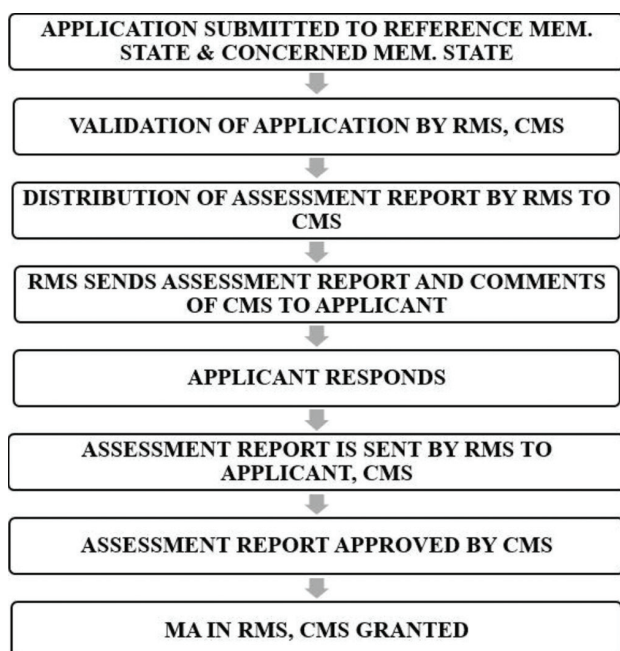 APPLICATION SUBMITTED TO REFERENCE MEM.
STATE & CONCERNED MEM. STATE
VALIDATION OF APPLICATION BY RMS, CMS
DISTRIBUTION OF ASSESSMENT REPORT BY RMS TO
CMS
RMS SENDS ASSESSMENT REPORT AND COMMENTS
OF CMS TO APPLICANT
APPLICANT RESPONDS
ASSESSMENT REPORT IS SENT BY RMS TO
APPLICANT, CMS
ASSESSMENT REPORT APPROVED BY CMS
MA IN RMS, CMS GRANTED